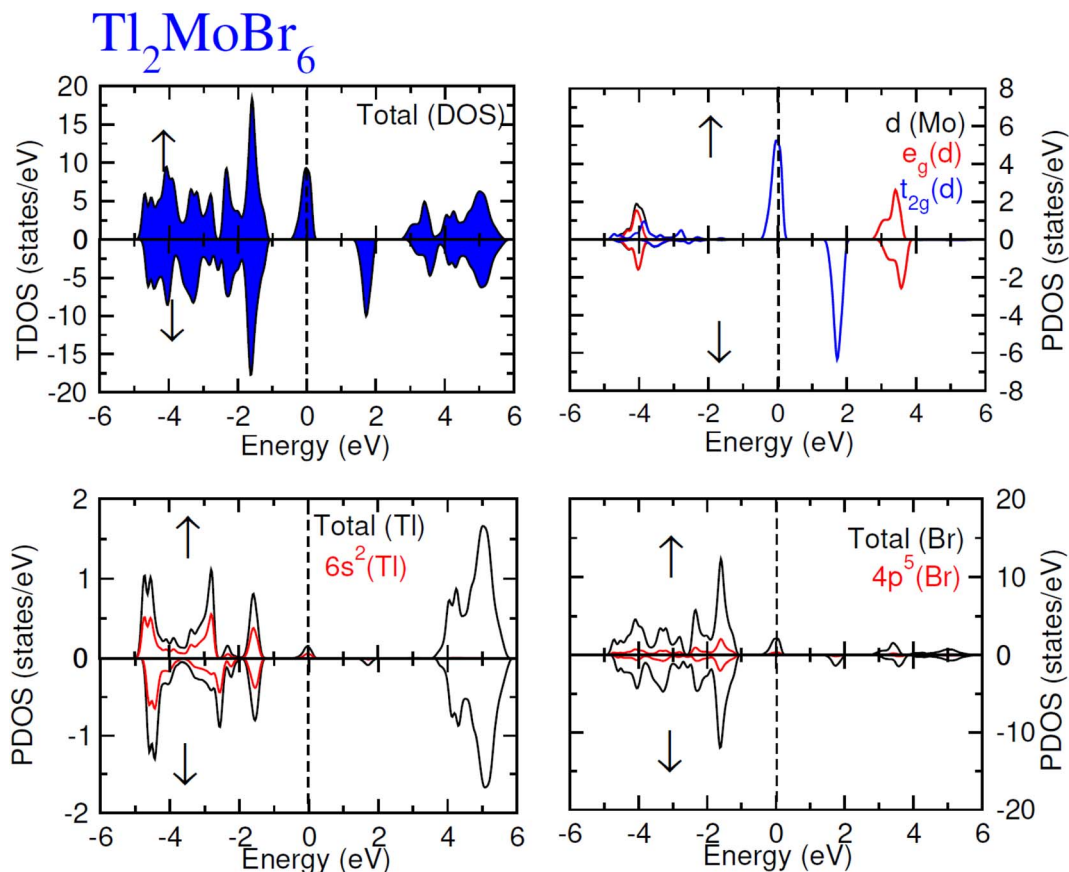 Tl₂MoBr₆
20
15
10
5
0
-5
-10
-15
-20
TDOS (states/eV)
Total (DOS)
↑
↓
-6 -4 -2 0 2 4 6
Energy (eV)
d (Mo)
e_g(d)
t_2g(d)
↑
↓
8
6
4
2
0
-2
-4
-6
-8
PDOS (states/eV)
-6 -4 -2 0 2 4 6
Energy (eV)
2
1
0
-1
-2
PDOS (states/eV)
Total (Tl)
6s²(Tl)
↑
↓
-6 -4 -2 0 2 4 6
Energy (eV)
Total (Br)
4p⁵(Br)
↑
↓
20
10
0
-10
-20
PDOS (states/eV)
-6 -4 -2 0 2 4 6
Energy (eV)